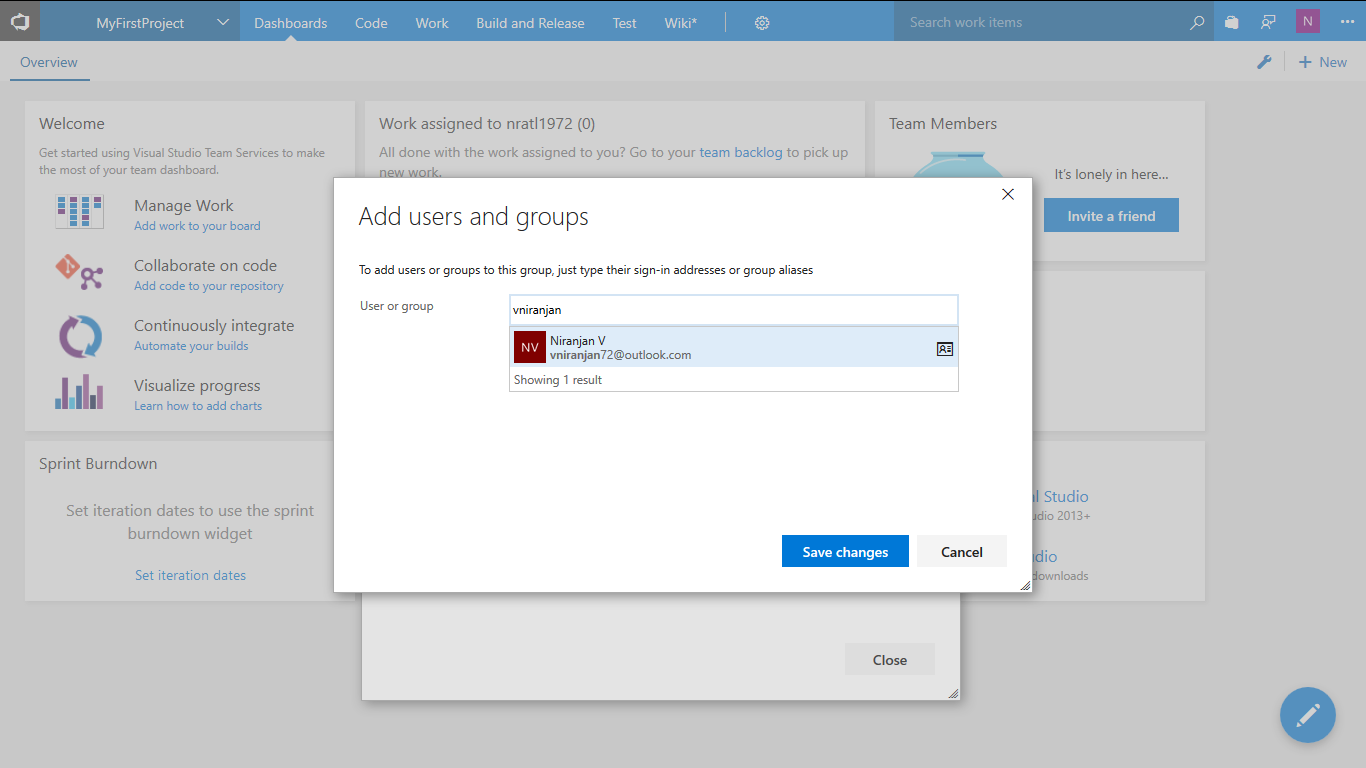 MyFirstProject
Dashboards
Code
Work
Build and Release
Test
Wiki*
Search work items
N
Overview
New
Welcome
Get started using Visual Studio Team Services to make
the most of your team dashboard.
Manage Work
Add work to your board
Collaborate on code
Add code to your repository
Continuously integrate
Automate your builds
Visualize progress
Learn how to add charts
Work assigned to nratl1972 (0)
All done with the work assigned to you? Go to your team backlog to pick up
new work.
Team Members
It's lonely in here...
Invite a friend
Add users and groups
To add users or groups to this group, just type their sign-in addresses or group aliases
User or group
vniranjan
NV
Niranjan V
vniranjan72@outlook.com
Showing 1 result
Save changes
Cancel
Sprint Burndown
Set iteration dates to use the sprint
burndown widget
Set iteration dates
Studio
2013+
downloads
Close